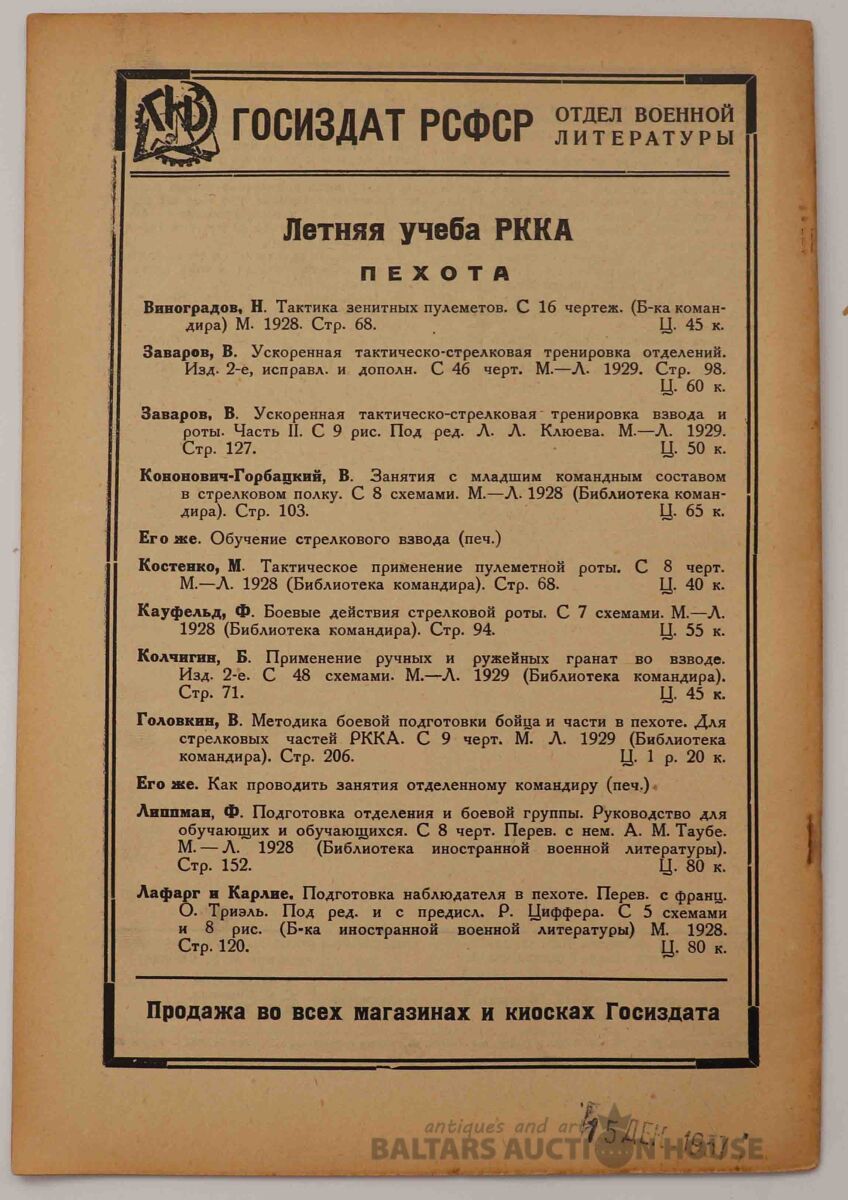 ГИЗ
ГОСИЗДАТ РСФСР
ОТДЕЛ ВОЕННОЙ
ЛИТЕРАТУРЫ
Летняя учеба РККА
ПЕХОТА
Виноградов, Н. Тактика зенитных пулеметов. С 16 чертеж. (Б-ка коман-
дира) М. 1928. Стр. 68. Ц. 45 к.
Заваров, В. Ускоренная тактическо-стрелковая тренировка отделений.
Изд. 2-е, исправл. и дополн. С 46 черт. М.—Л. 1929. Стр. 98.
Ц. 60 к.
Заваров, В. Ускоренная тактическо-стрелковая тренировка взвода и
роты. Часть II. С 9 рис. Под ред. Л. Л. Клюева. М.—Л. 1929.
Стр. 127. Ц. 50 к.
Кононович-Горбацкий, В. Занятия с младшим командным составом
в стрелковом полку. С 8 схемами. М.—Л. 1928 (Библиотека коман-
дира). Стр. 103. Ц. 65 к.
Его же. Обучение стрелкового взвода (печ.)
Костенко, М. Тактическое применение пулеметной роты. С 8 черт.
М.—Л. 1928 (Библиотека командира). Стр. 68. Ц. 40 к.
Кауфельд, Ф. Боевые действия стрелковой роты. С 7 схемами. М.—Л.
1928 (Библиотека командира). Стр. 94. Ц. 55 к.
Колчигин, Б. Применение ручных и ружейных гранат во взводе.
Изд. 2-е. С 48 схемами. М.—Л. 1929 (Библиотека командира).
Стр. 71. Ц. 45 к.
Головкин, В. Методика боевой подготовки бойца и части в пехоте. Для
стрелковых частей РККА. С 9 черт. М. Л. 1929 (Библиотека
командира). Стр. 206. Ц. 1 р. 20 к.
Его же. Как проводить занятия отделенному командиру (печ.).
Липпман, Ф. Подготовка отделения и боевой группы. Руководство для
обучающих и обучающихся. С 8 черт. Перев. с нем. А. М. Таубе.
М.—Л. 1928 (Библиотека иностранной военной литературы).
Стр. 152. Ц. 80 к.
Лафарг и Карлие. Подготовка наблюдателя в пехоте. Перев. с франц.
О. Триэль. Под ред. и с предисл. Р. Циффера. С 5 схемами
и 8 рис. (Б-ка иностранной военной литературы) М. 1928.
Стр. 120. Ц. 80 к.
Продажа во всех магазинах и киосках Госиздата
antiques and art
BALTARS AUCTION HOUSE
ДЕК